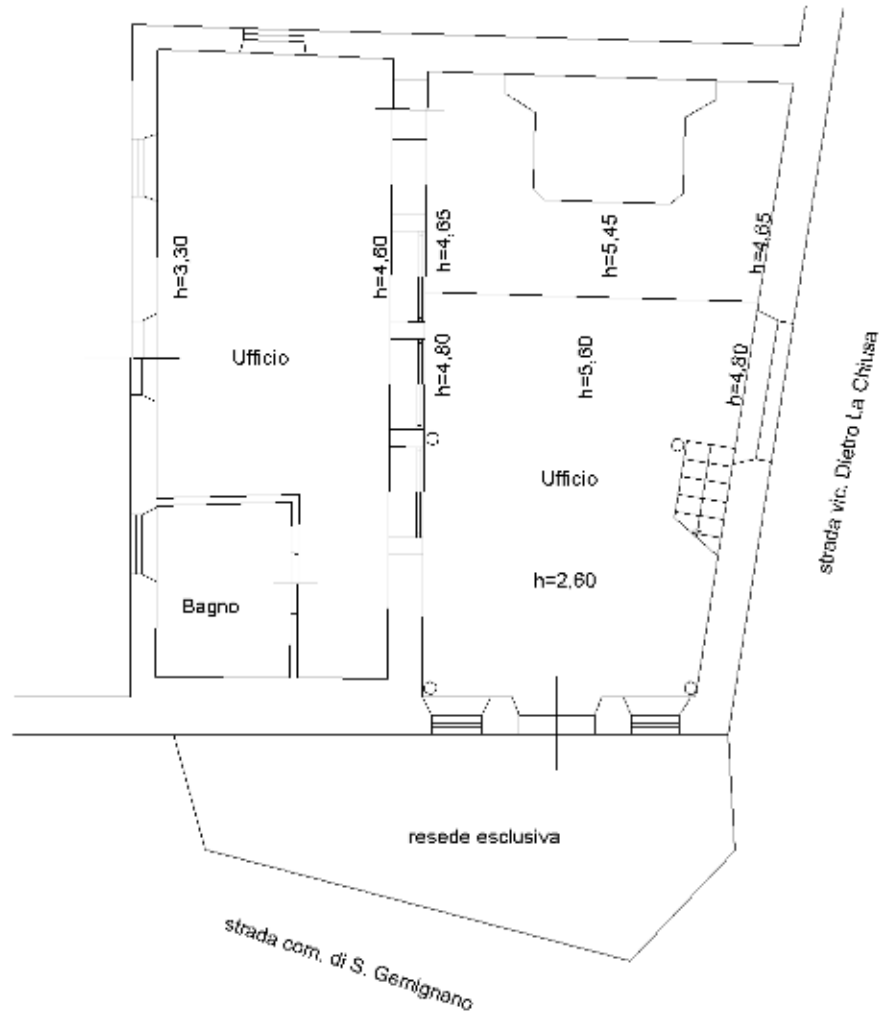 h=3,30
h=4,60
h=4,65
h=5,45
h=4,65
Ufficio
h=4,80
h=5,60
h=4,80
strada vic. Dietro La Chiusa
Ufficio
h=2,60
Bagno
resede esclusiva
strada com. di S. Gemignano